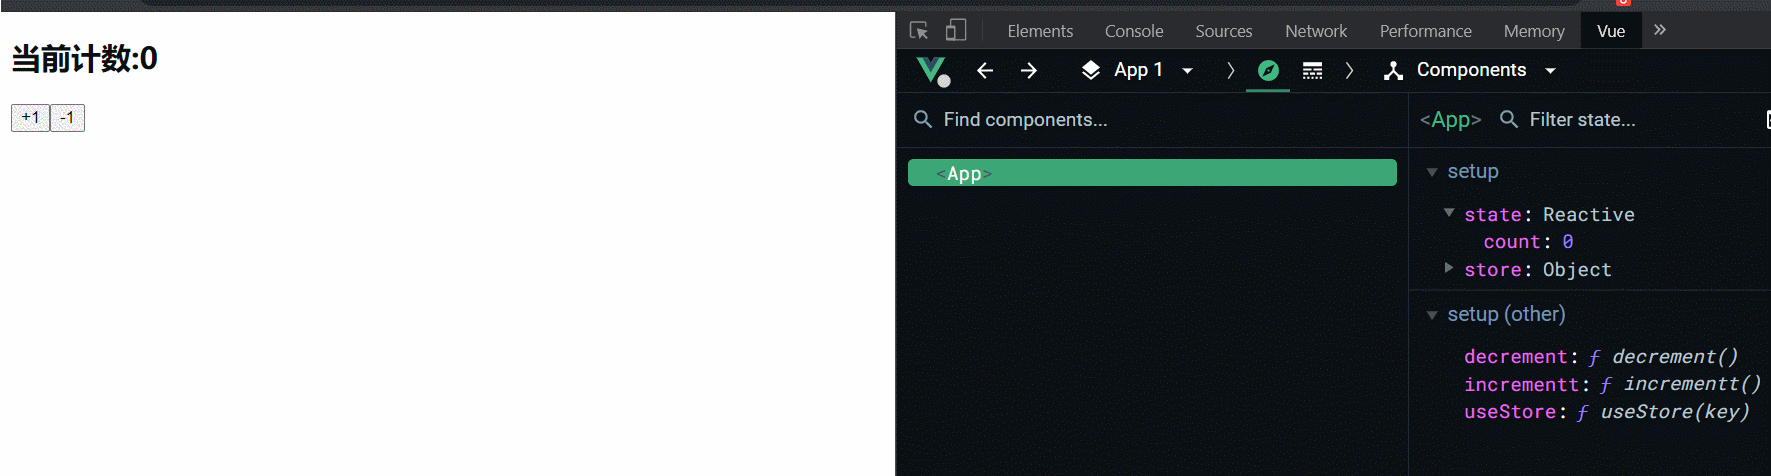 当前计数:0
+1 -1
Elements Console Sources Network Performance Memory Vue »
App 1 Components
Find components...
<App> Filter state...
<App>
setup
state: Reactive
count: 0
store: Object
setup (other)
decrement: ƒ decrement()
incrementt: ƒ incrementt()
useStore: ƒ useStore(key)